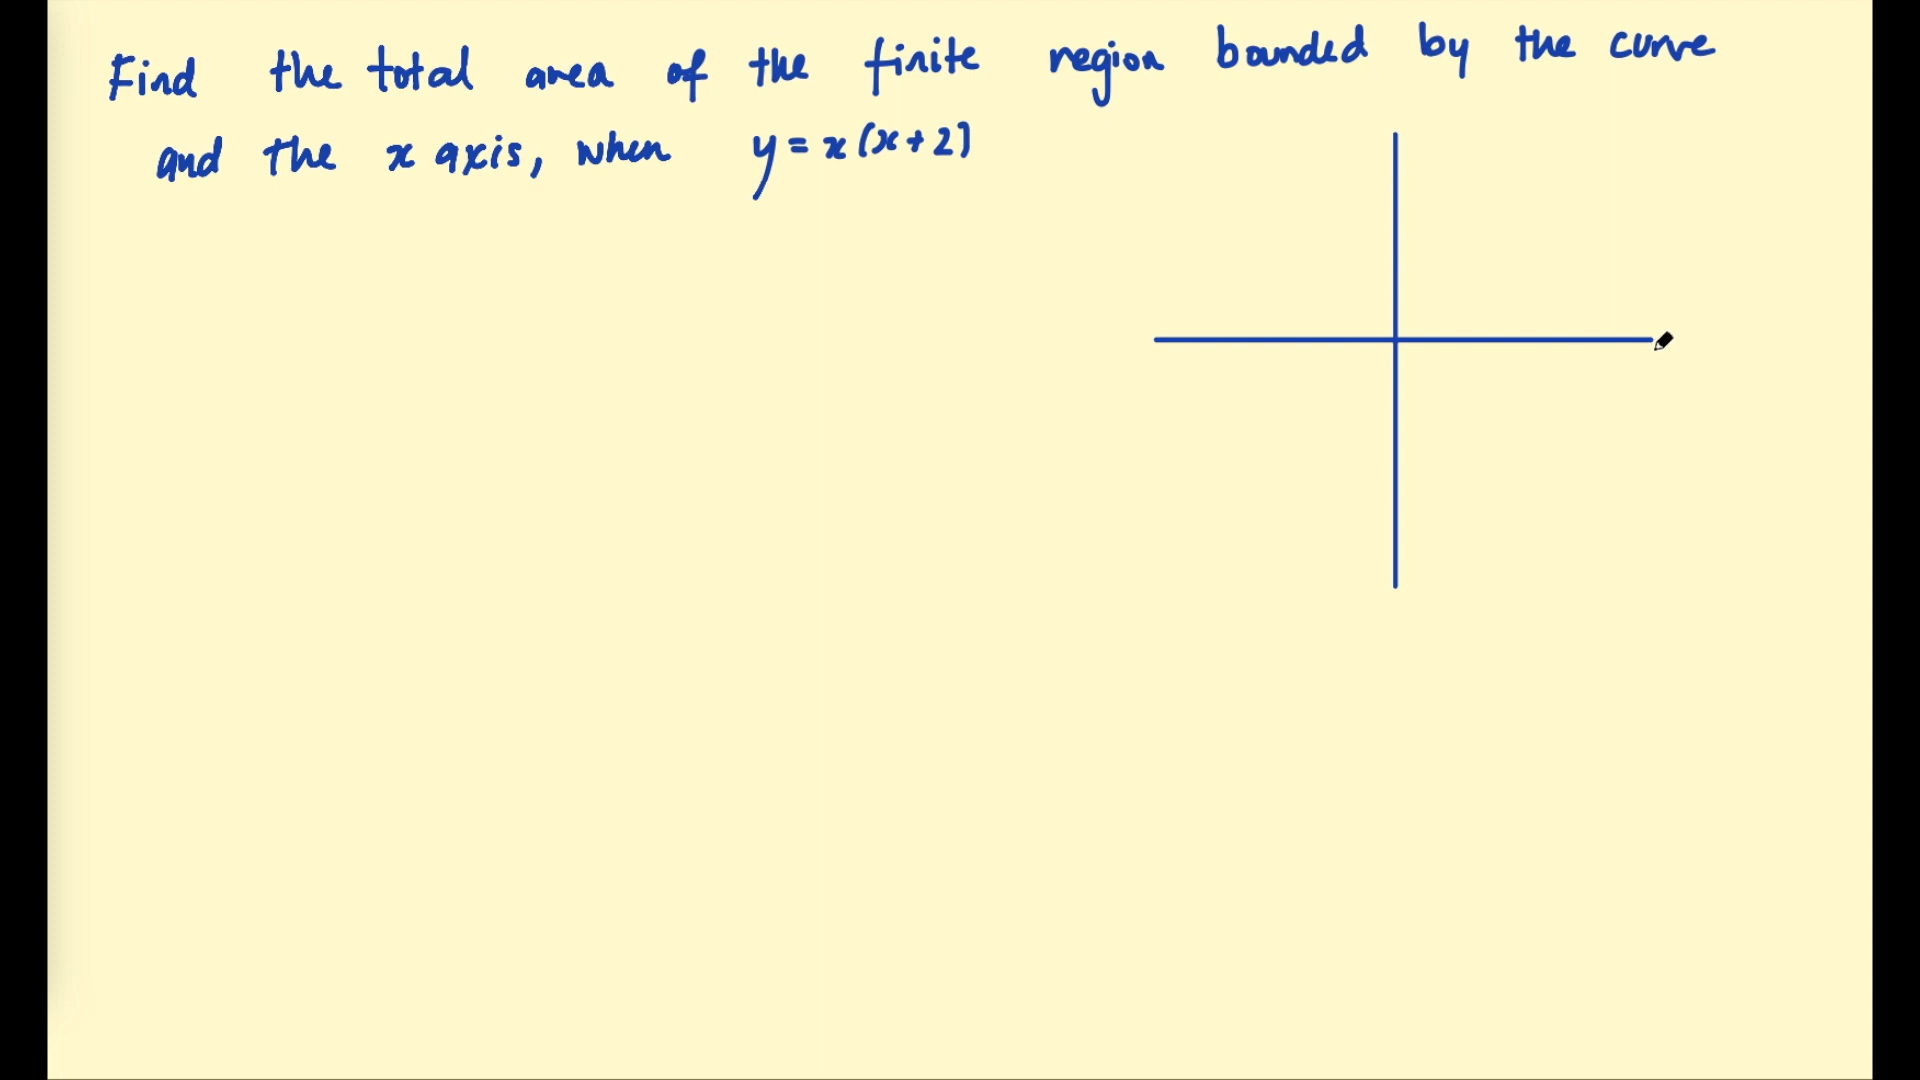 Find the total area of the finite region bounded by the curve
and the x axis, when y = x(x+2)